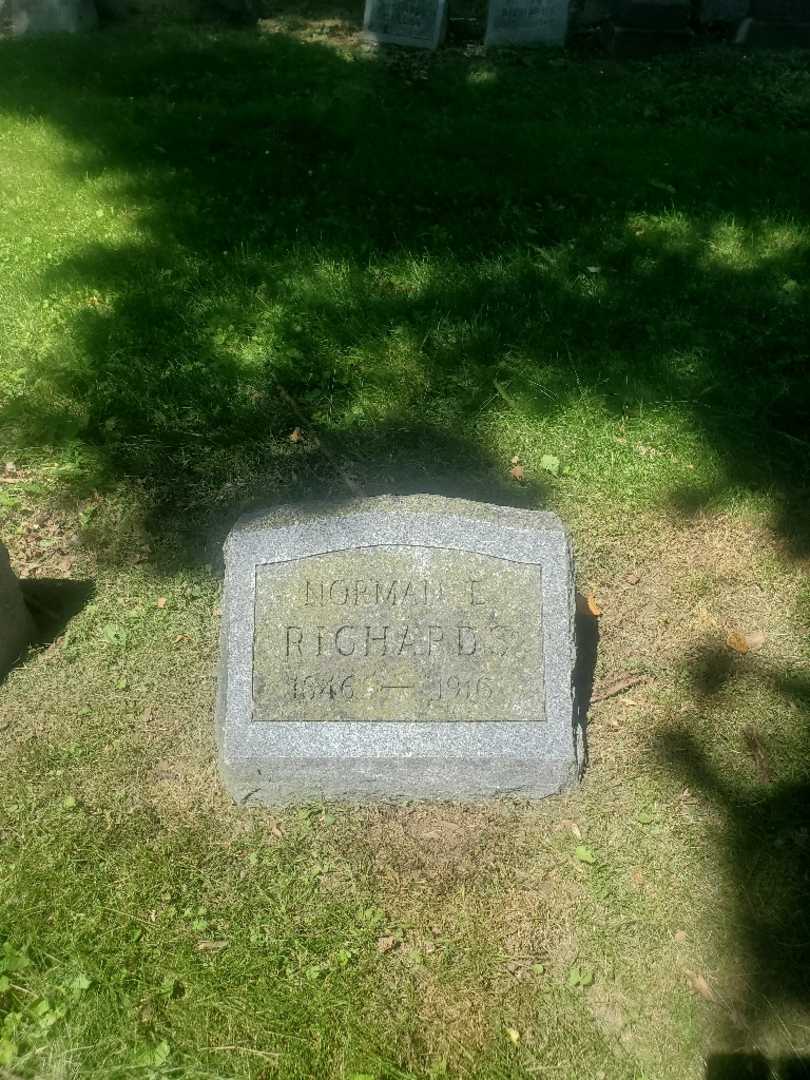 NORMAN E
RICHARDS
1846 — 1916